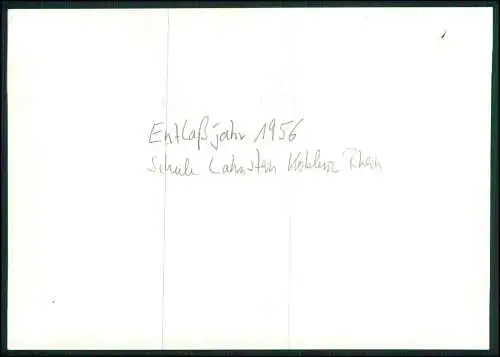 Entlaßjahr 1956
Schule Lahnstein Koblenz Rhein